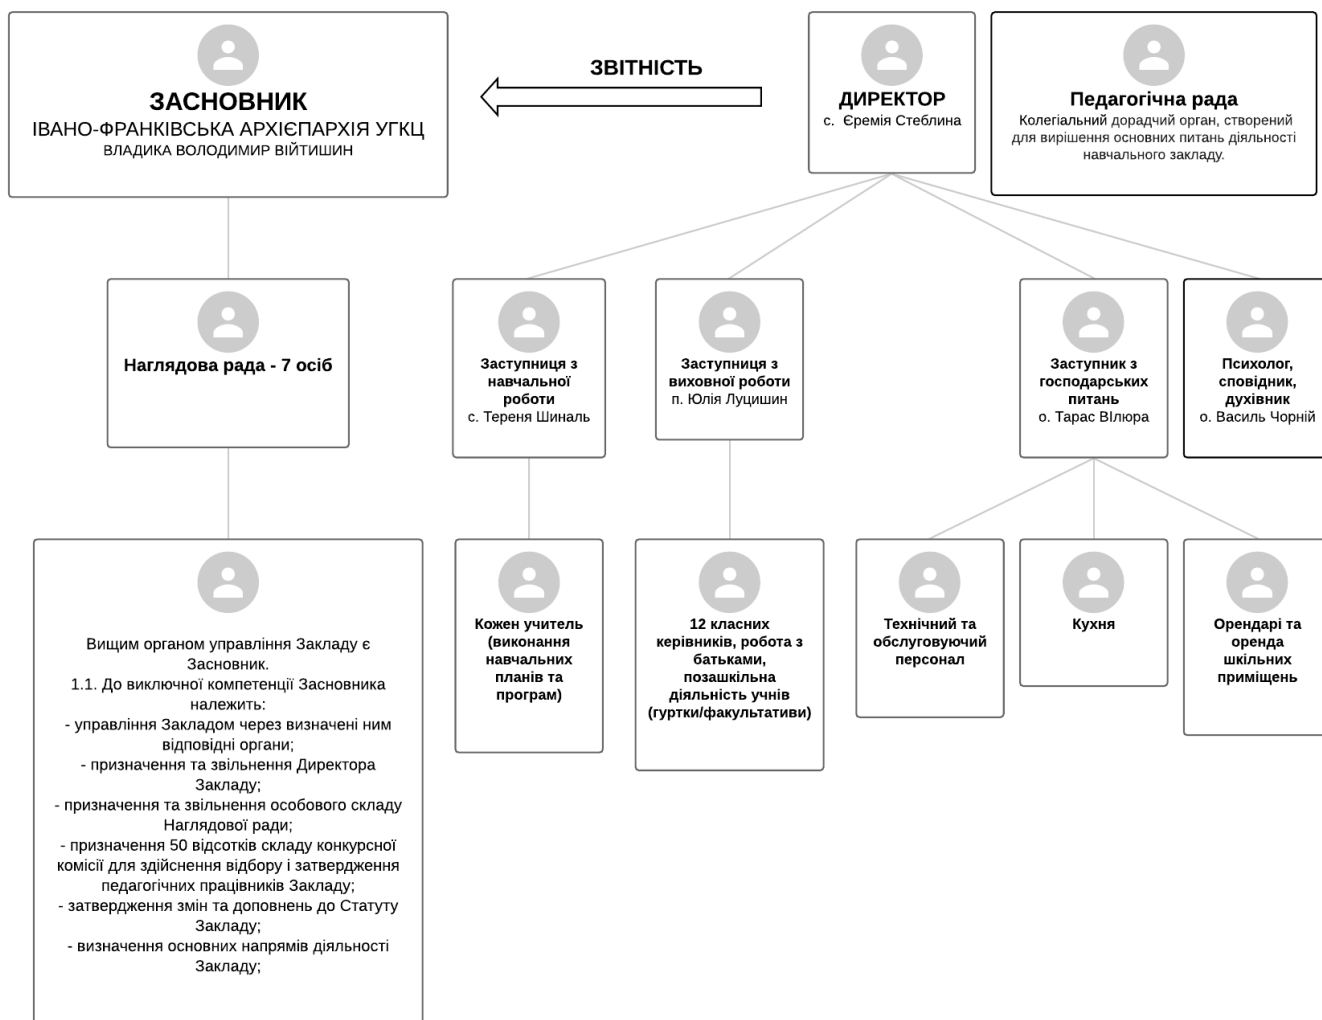 ЗАСНОВНИК
ІВАНО-ФРАНКІВСЬКА АРХІЄПАРХІЯ УГКЦ
ВЛАДИКА ВОЛОДИМИР ВІЙТИШИН
ЗВІТНІСТЬ
ДИРЕКТОР
с. Єремія Стеблина
Педагогічна рада
Колегіальний дорадчий орган, створений
для вирішення основних питань діяльності
навчального закладу.
Наглядова рада - 7 осіб
Заступниця з
навчальної
роботи
с. Тереня Шиналь
Заступниця з
виховної роботи
п. Юлія Луцишин
Заступник з
господарських
питань
о. Тарас ВІлюра
Психолог,
сповідник,
духівник
о. Василь Чорній
Вищим органом управління Закладу є
Засновник.
1.1. До виключної компетенції Засновника
належить:
- управління Закладом через визначені ним
відповідні органи;
- призначення та звільнення Директора
Закладу;
- призначення та звільнення особового складу
Наглядової ради;
- призначення 50 відсотків складу конкурсної
комісії для здійснення відбору і затвердження
педагогічних працівників Закладу;
- затвердження змін та доповнень до Статуту
Закладу;
- визначення основних напрямів діяльності
Закладу;
Кожен учитель
(виконання
навчальних
планів та
програм)
12 класних
керівників, робота з
батьками,
позашкільна
діяльність учнів
(гуртки/факультативи)
Технічний та
обслуговуючий
персонал
Кухня
Орендарі та
оренда
шкільних
приміщень